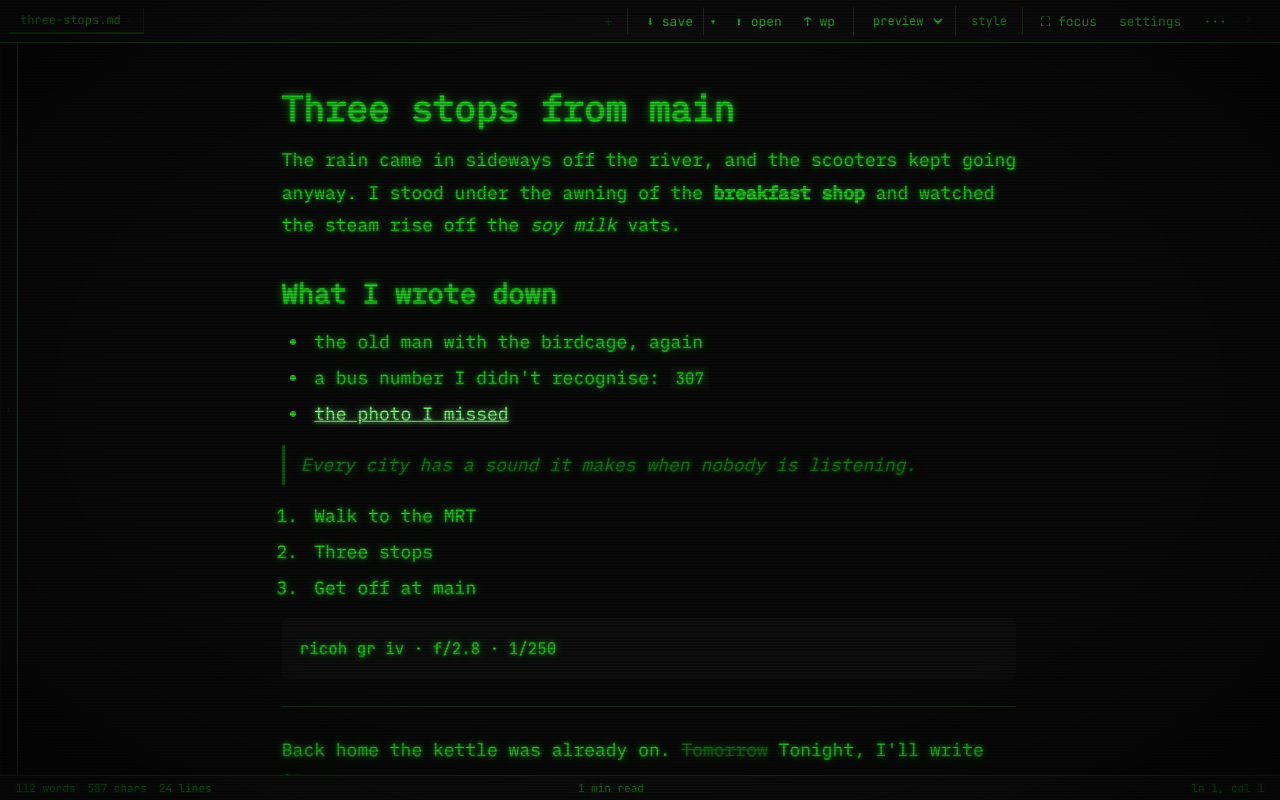 three-stops.md
+
⬇ save
▾
⬆ open
↑ wp
preview
style
⛶ focus
settings
···
Three stops from main
The rain came in sideways off the river, and the scooters kept going
anyway. I stood under the awning of the breakfast shop and watched
the steam rise off the soy milk vats.
What I wrote down
• the old man with the birdcage, again
• a bus number I didn't recognise: 307
• the photo I missed
Every city has a sound it makes when nobody is listening.
1. Walk to the MRT
2. Three stops
3. Get off at main
ricoh gr iv · f/2.8 · 1/250
Back home the kettle was already on. Tomorrow Tonight, I'll write
112 words 587 chars 24 lines
1 min read
ln 1, col 1